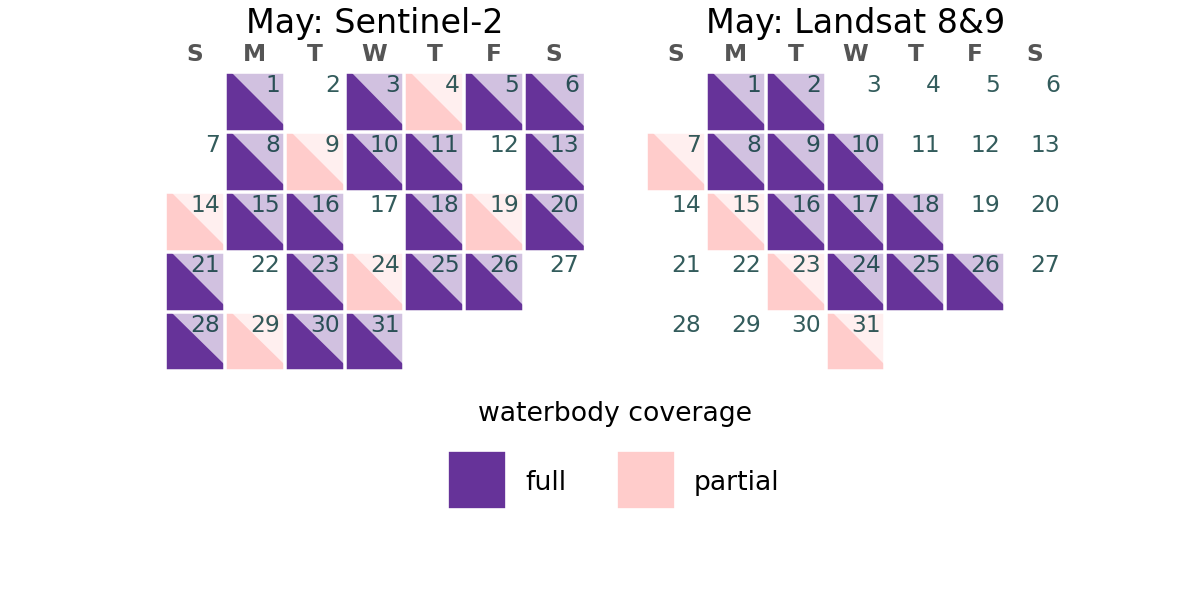 May: Sentinel-2
S M T W T F S
1 2 3 4 5 6
7 8 9 10 11 12 13
14 15 16 17 18 19 20
21 22 23 24 25 26 27
28 29 30 31
May: Landsat 8&9
S M T W T F S
1 2 3 4 5 6
7 8 9 10 11 12 13
14 15 16 17 18 19 20
21 22 23 24 25 26 27
28 29 30 31
waterbody coverage
full
partial